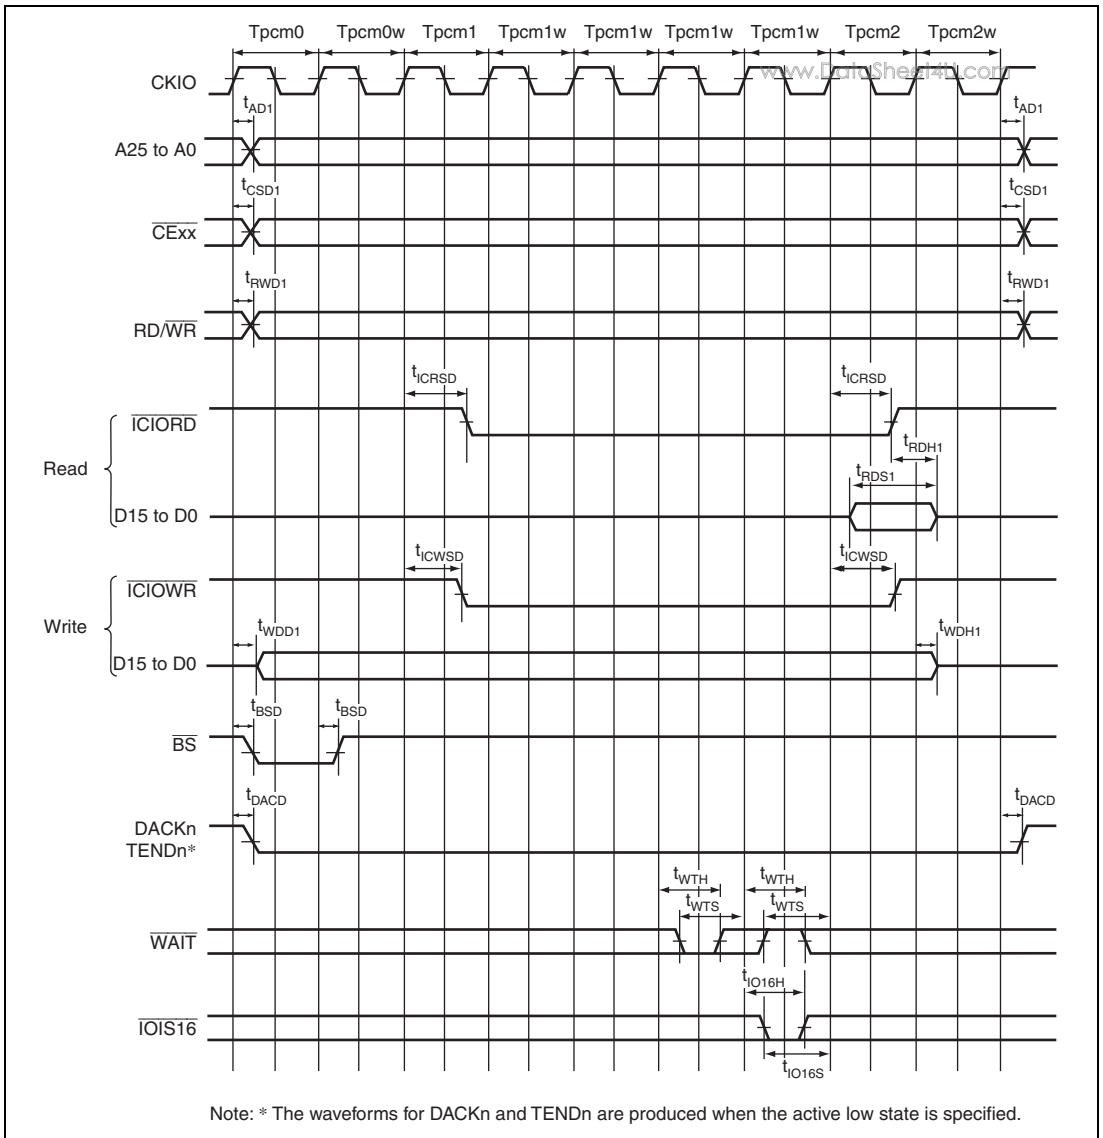 Tpcm0 Tpcm0w Tpcm1 Tpcm1w Tpcm1w Tpcm1w Tpcm1w Tpcm2 Tpcm2w
www.DataSheet4U.com
CKIO
tAD1 tAD1
A25 to A0
tCSD1 tCSD1
CExx
tRWD1 tRWD1
RD/WR
tICRSD tICRSD
ICIORD
tRDH1
Read
tRDS1
D15 to D0
tICWSD tICWSD
ICIOWR
Write
tWDD1 tWDH1
D15 to D0
tBSD tBSD
BS
tDACD tDACD
DACKn
TENDn*
tWTH tWTH
tWTS tWTS
WAIT
tIO16H
IOIS16
tIO16S
Note: * The waveforms for DACKn and TENDn are produced when the active low state is specified.